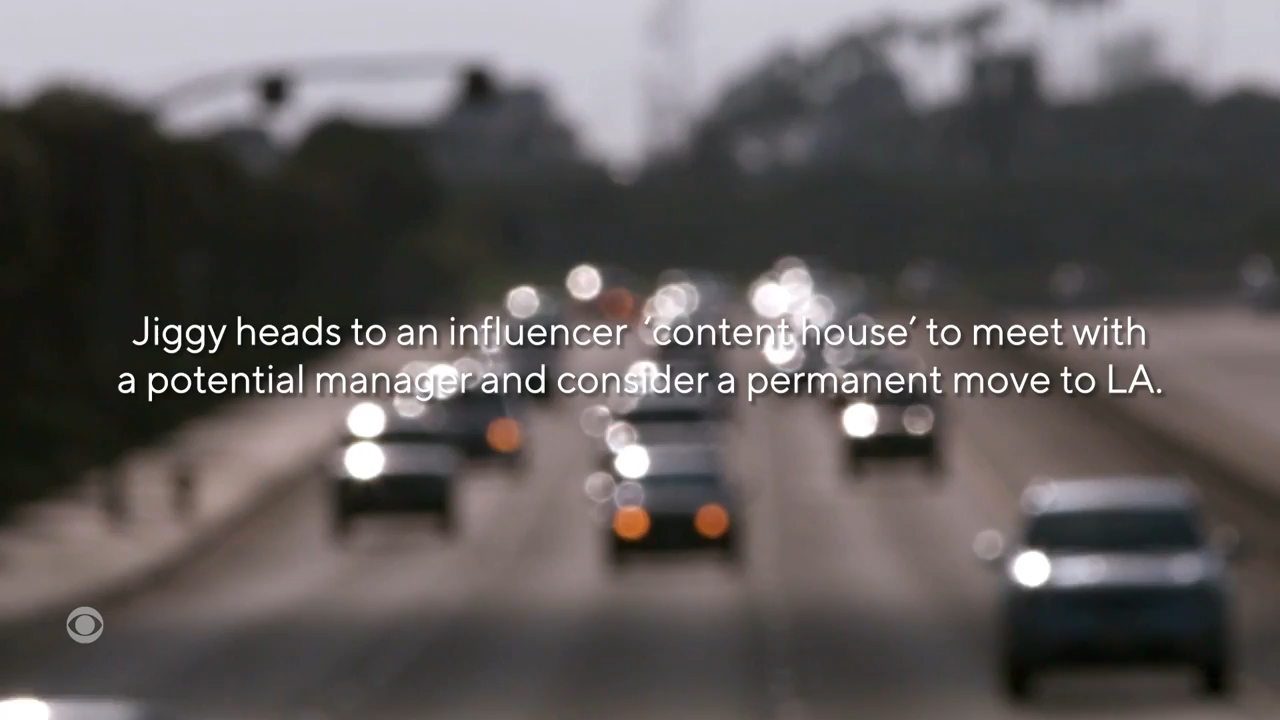 Jiggy heads to an influencer ‘content house’ to meet with
a potential manager and consider a permanent move to LA.